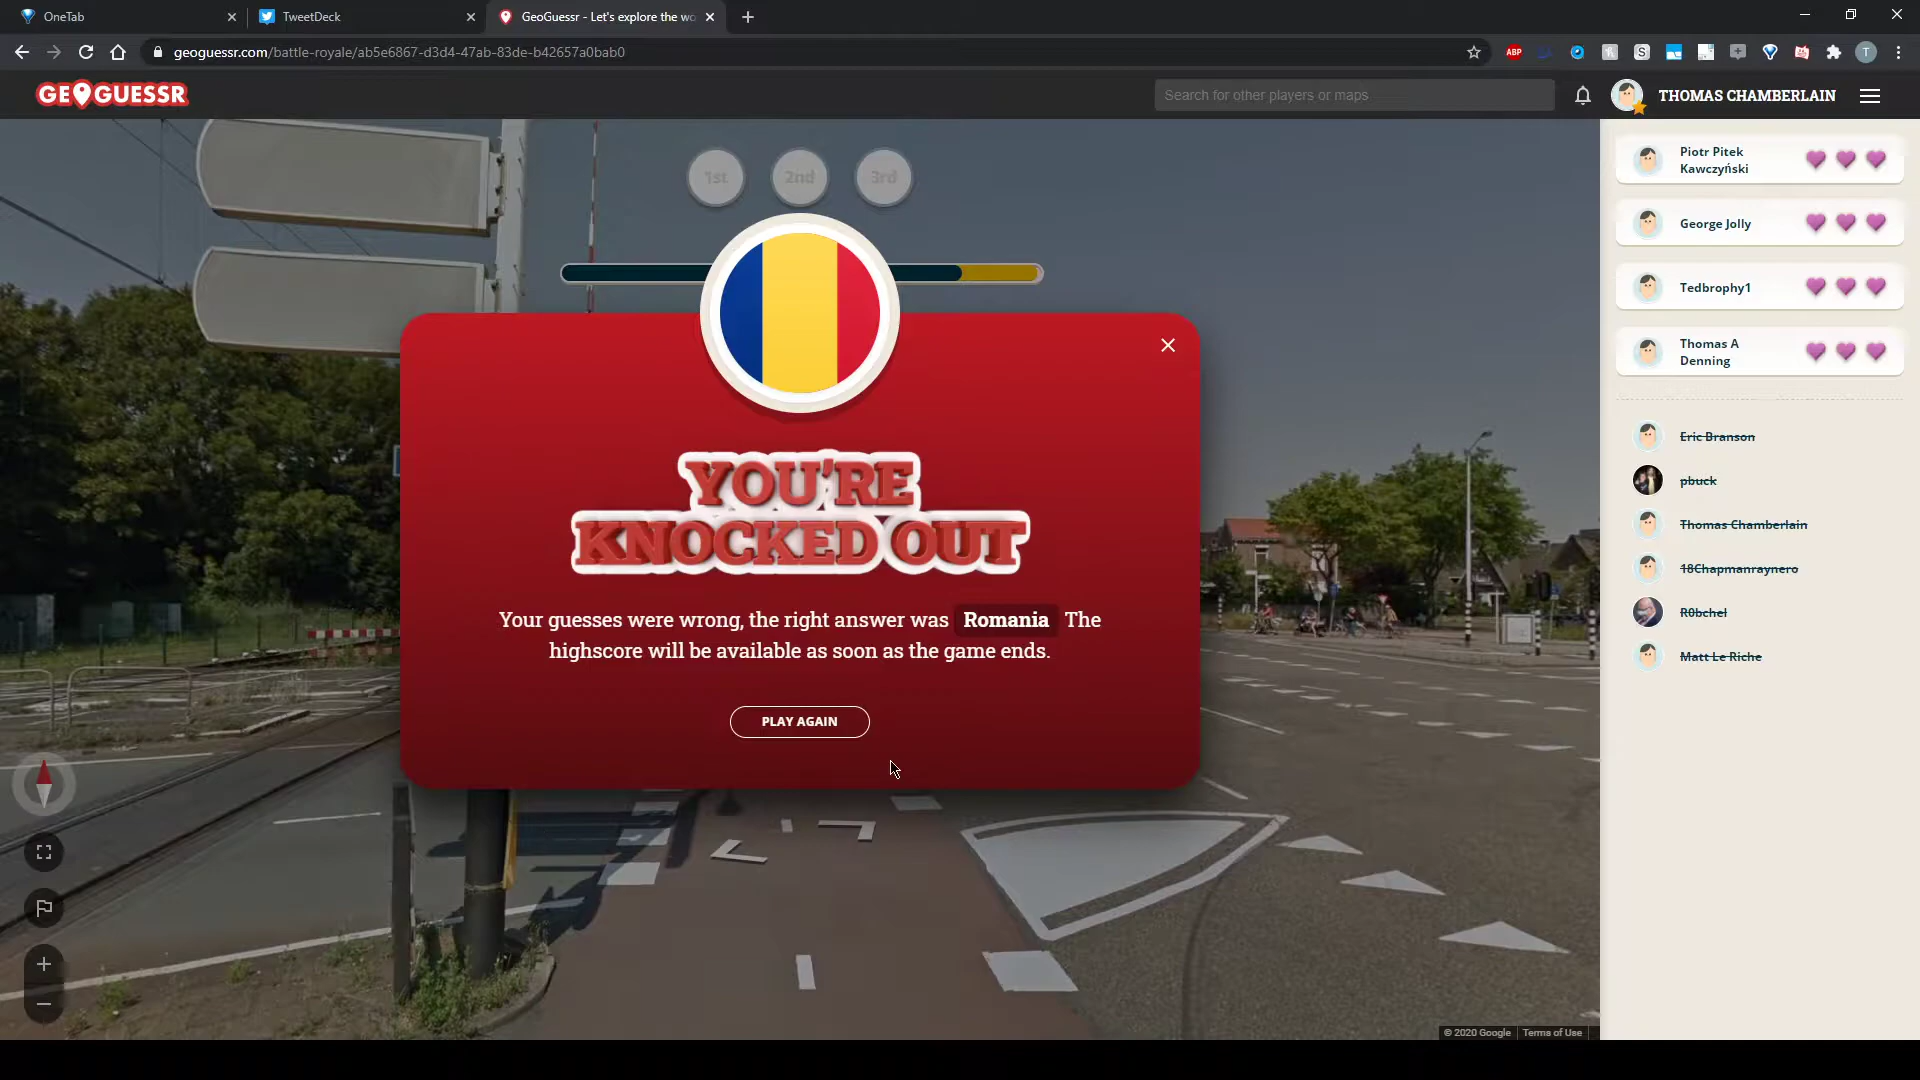 OneTab
TweetDeck
GeoGuessr - Let's explore the wo
geoguessr.com/battle-royale/ab5e6867-d3d4-47ab-83de-b42657a0bab0
ABP
S
T
GEOGUESSR
Search for other players or maps
THOMAS CHAMBERLAIN
1st
2nd
3rd
YOU'RE
KNOCKED OUT
Your guesses were wrong, the right answer was Romania The
highscore will be available as soon as the game ends.
PLAY AGAIN
Piotr Pitek
Kawczyński
George Jolly
Tedbrophy1
Thomas A
Denning
Eric Branson
pbuck
Thomas Chamberlain
18Chapmanraynero
R0bchel
Matt Le Riche
© 2020 Google
Terms of Use